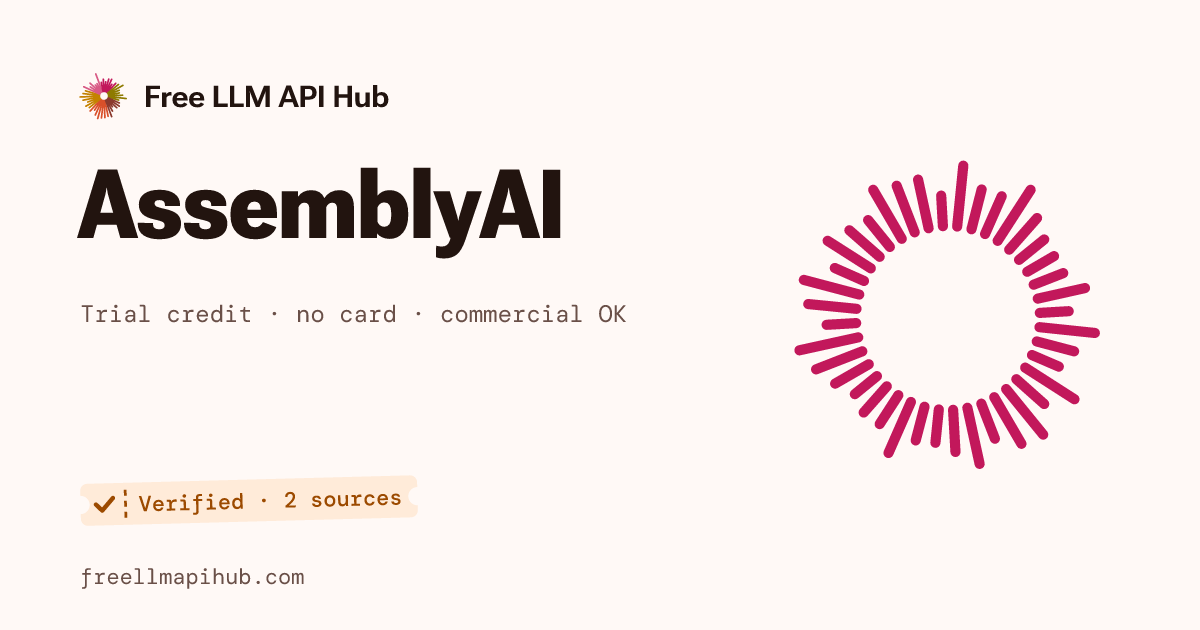 Free LLM API Hub
AssemblyAI
Trial credit · no card · commercial OK
Verified · 2 sources
freellmapihub.com